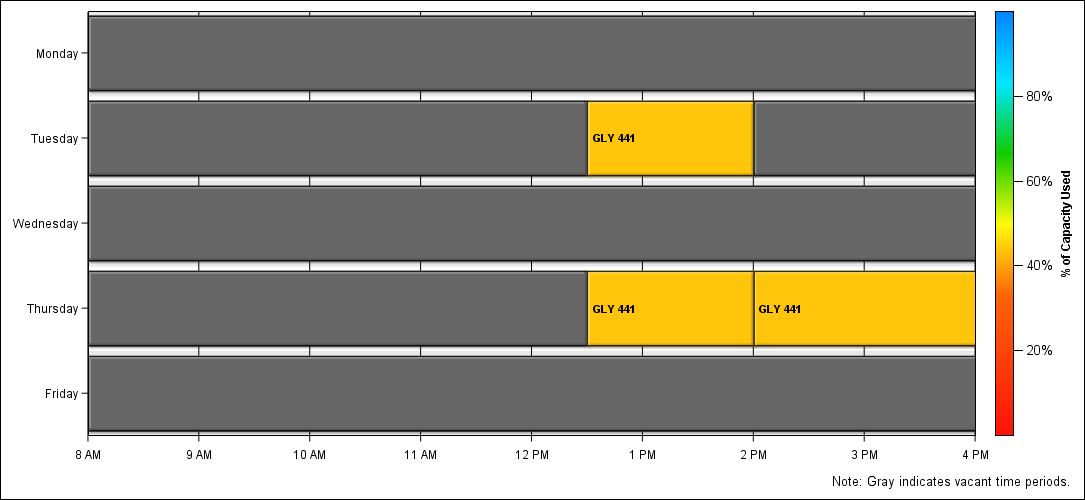 Monday
Tuesday
Wednesday
Thursday
Friday
GLY 441
GLY 441
GLY 441
8 AM
9 AM
10 AM
11 AM
12 PM
1 PM
2 PM
3 PM
4 PM
80%
60%
40%
20%
% of Capacity Used
Note: Gray indicates vacant time periods.